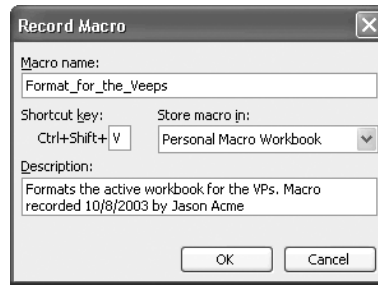 Record Macro
Macro name:
Format_for_the_Veeps
Shortcut key:
Store macro in:
Ctrl+Shift+ V
Personal Macro Workbook
Description:
Formats the active workbook for the VPs. Macro
recorded 10/8/2003 by Jason Acme
OK
Cancel